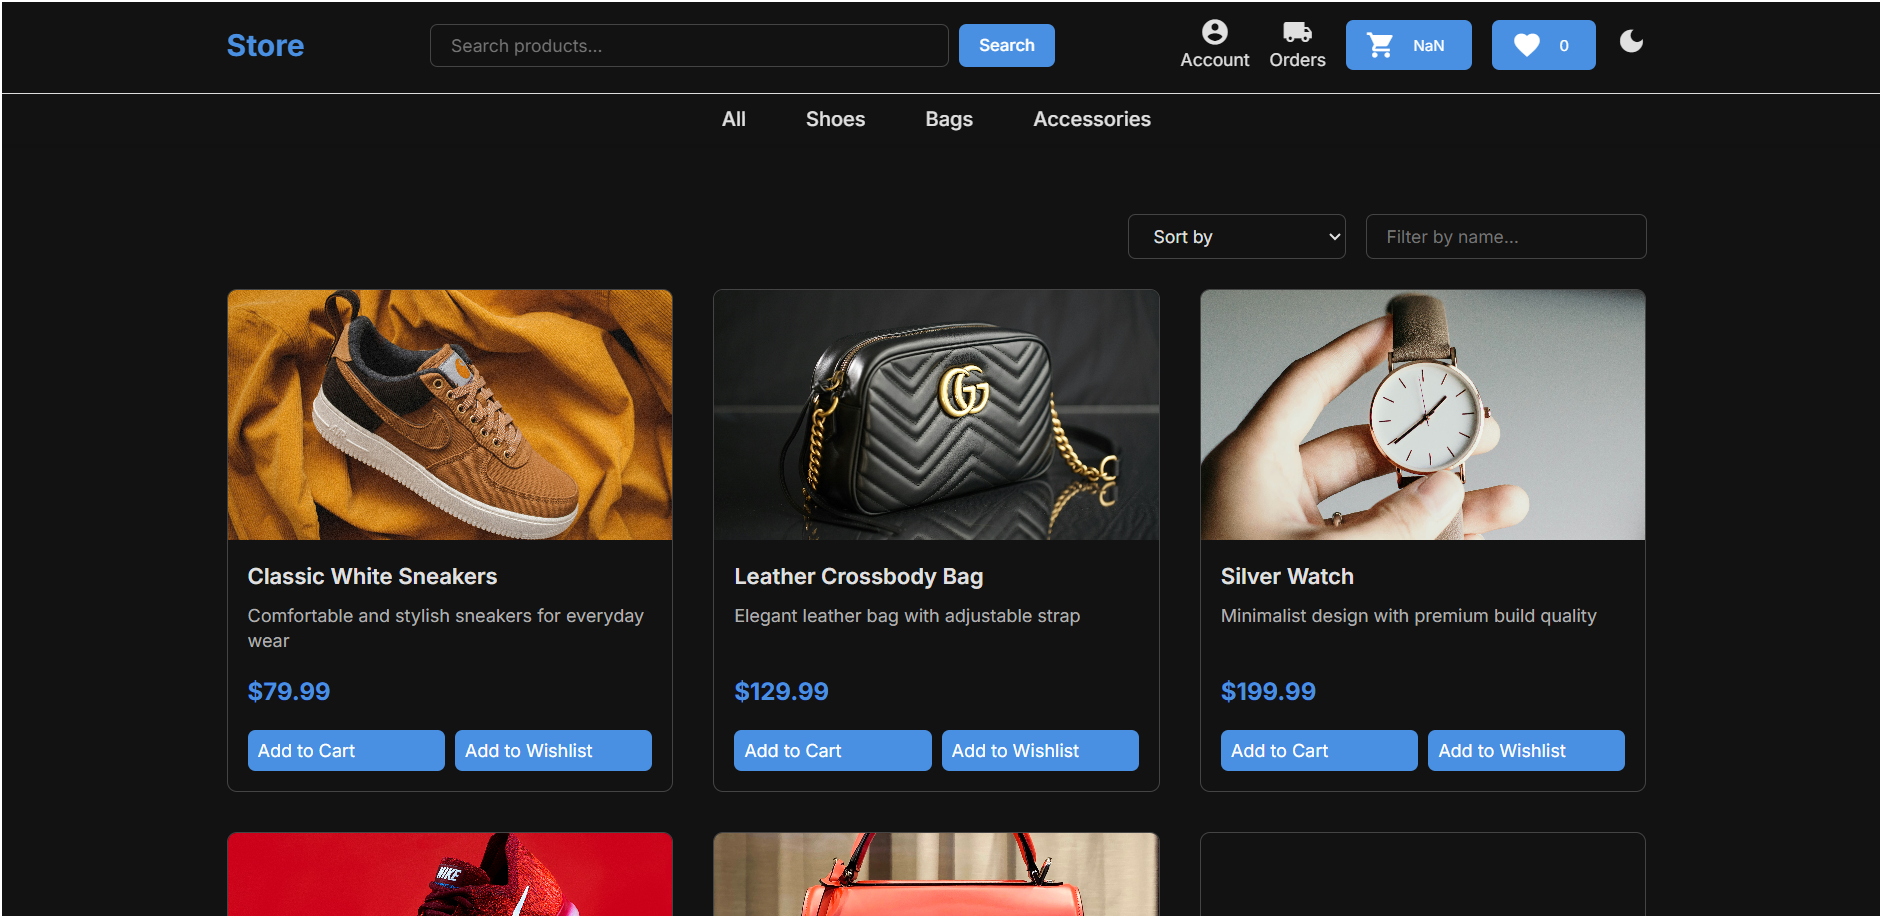 Store
Search products...
Search
Account
Orders
NaN
0
All
Shoes
Bags
Accessories
Sort by
Filter by name...
Classic White Sneakers
Comfortable and stylish sneakers for everyday
wear
$79.99
Add to Cart
Add to Wishlist
Leather Crossbody Bag
Elegant leather bag with adjustable strap
$129.99
Add to Cart
Add to Wishlist
Silver Watch
Minimalist design with premium build quality
$199.99
Add to Cart
Add to Wishlist
NIKE